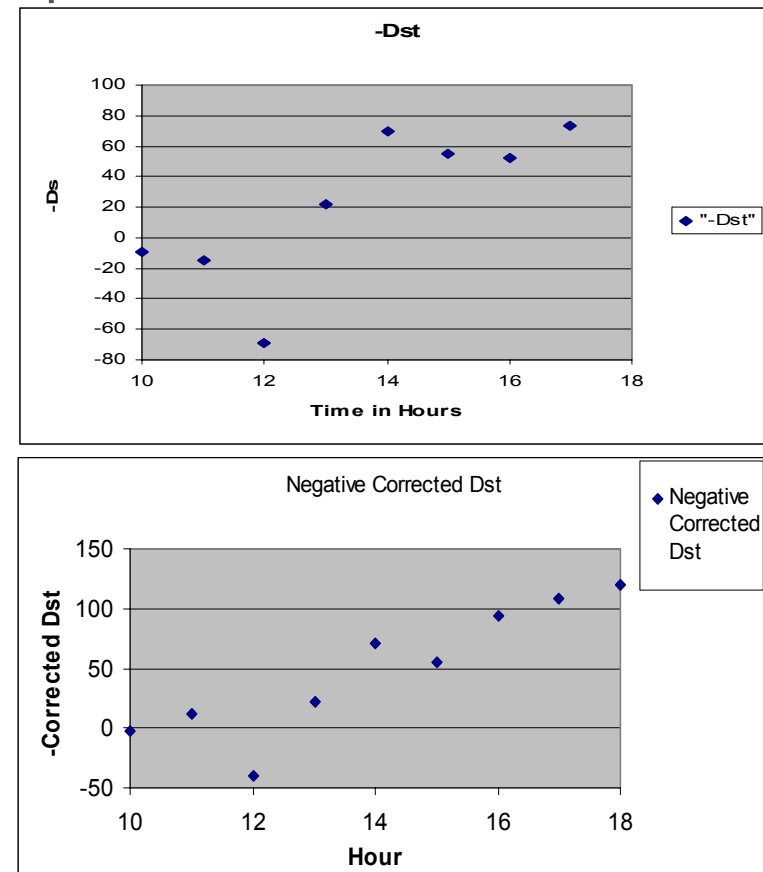 -Dst
100
80
60
40
20
0
-20
-40
-60
-80
-Ds
10 12 14 16 18
Time in Hours
"-Dst"
Negative Corrected Dst
Negative
Corrected
Dst
150
100
50
0
-50
-Corrected Dst
10 12 14 16 18
Hour